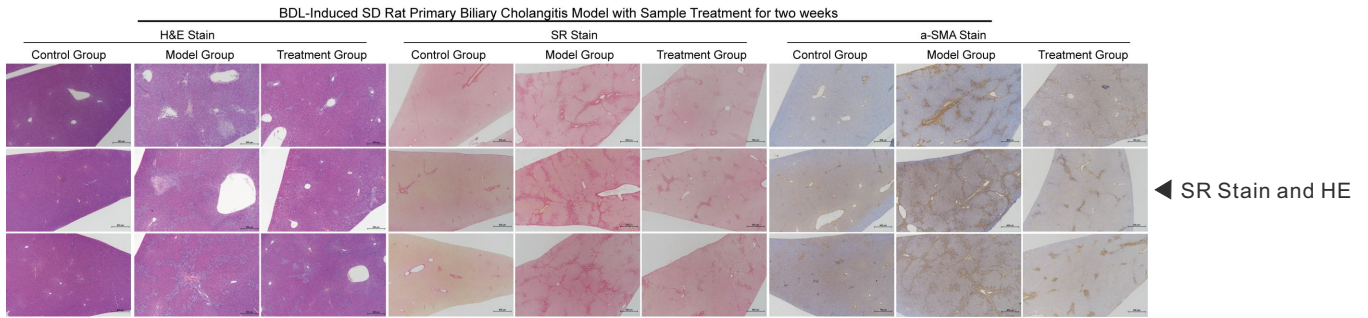 BDL-Induced SD Rat Primary Biliary Cholangitis Model with Sample Treatment for two weeks
H&E Stain SR Stain a-SMA Stain
Control Group Model Group Treatment Group Control Group Model Group Treatment Group Control Group Model Group Treatment Group
◀ SR Stain and HE